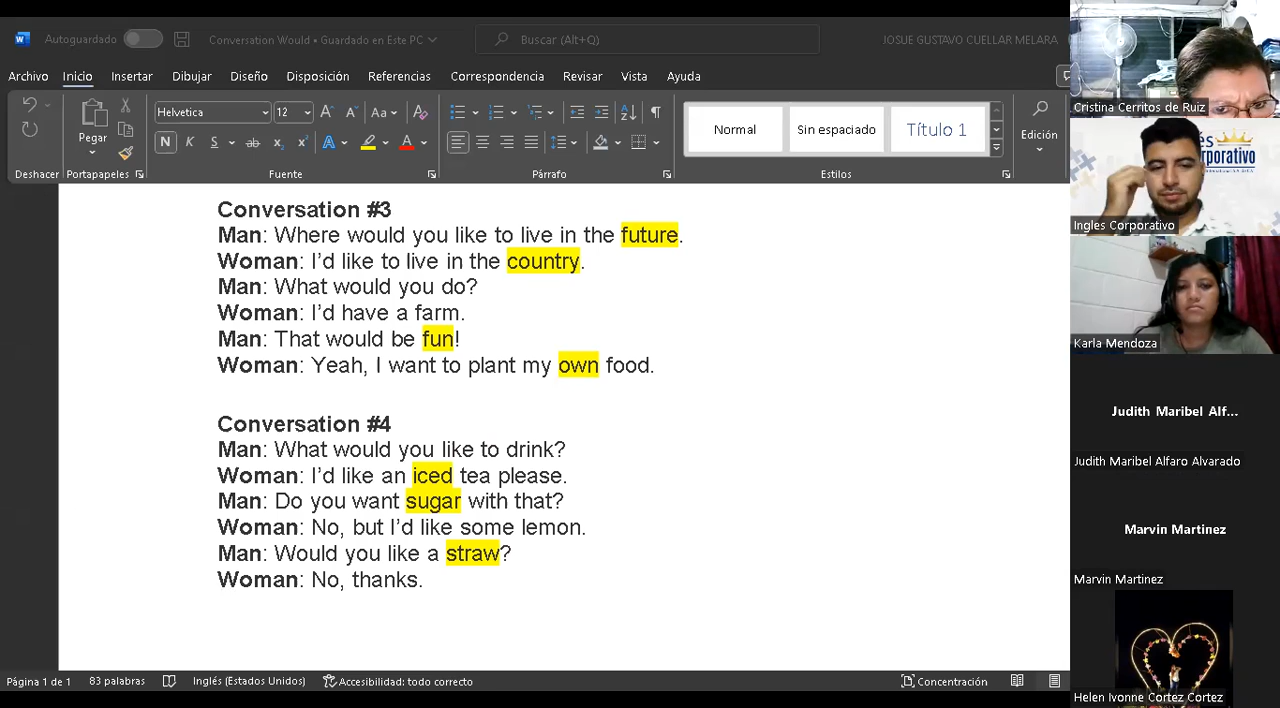 Autoguardado
Conversation Would • Guardado en este PC
Buscar (Alt+Q)
JOSUE GUSTAVO CUELLAR MELARA
Archivo Inicio Insertar Dibujar Diseño Disposición Referencias Correspondencia Revisar Vista Ayuda
Helvetica 12
Pegar
N K S ab x₂ x² A A
Normal Sin espaciado Título 1
Edición
Deshacer Portapapeles Fuente Párrafo Estilos
Conversation #3
Man: Where would you like to live in the future.
Woman: I’d like to live in the country.
Man: What would you do?
Woman: I’d have a farm.
Man: That would be fun!
Woman: Yeah, I want to plant my own food.
Conversation #4
Man: What would you like to drink?
Woman: I’d like an iced tea please.
Man: Do you want sugar with that?
Woman: No, but I’d like some lemon.
Man: Would you like a straw?
Woman: No, thanks.
Página 1 de 1 83 palabras Inglés (Estados Unidos) Accesibilidad: todo correcto Concentración
Cristina Cerritos de Ruiz
Ingles Corporativo
Karla Mendoza
Judith Maribel Alf...
Judith Maribel Alfaro Alvarado
Marvin Martinez
Marvin Martinez
Helen Ivonne Cortez Cortez